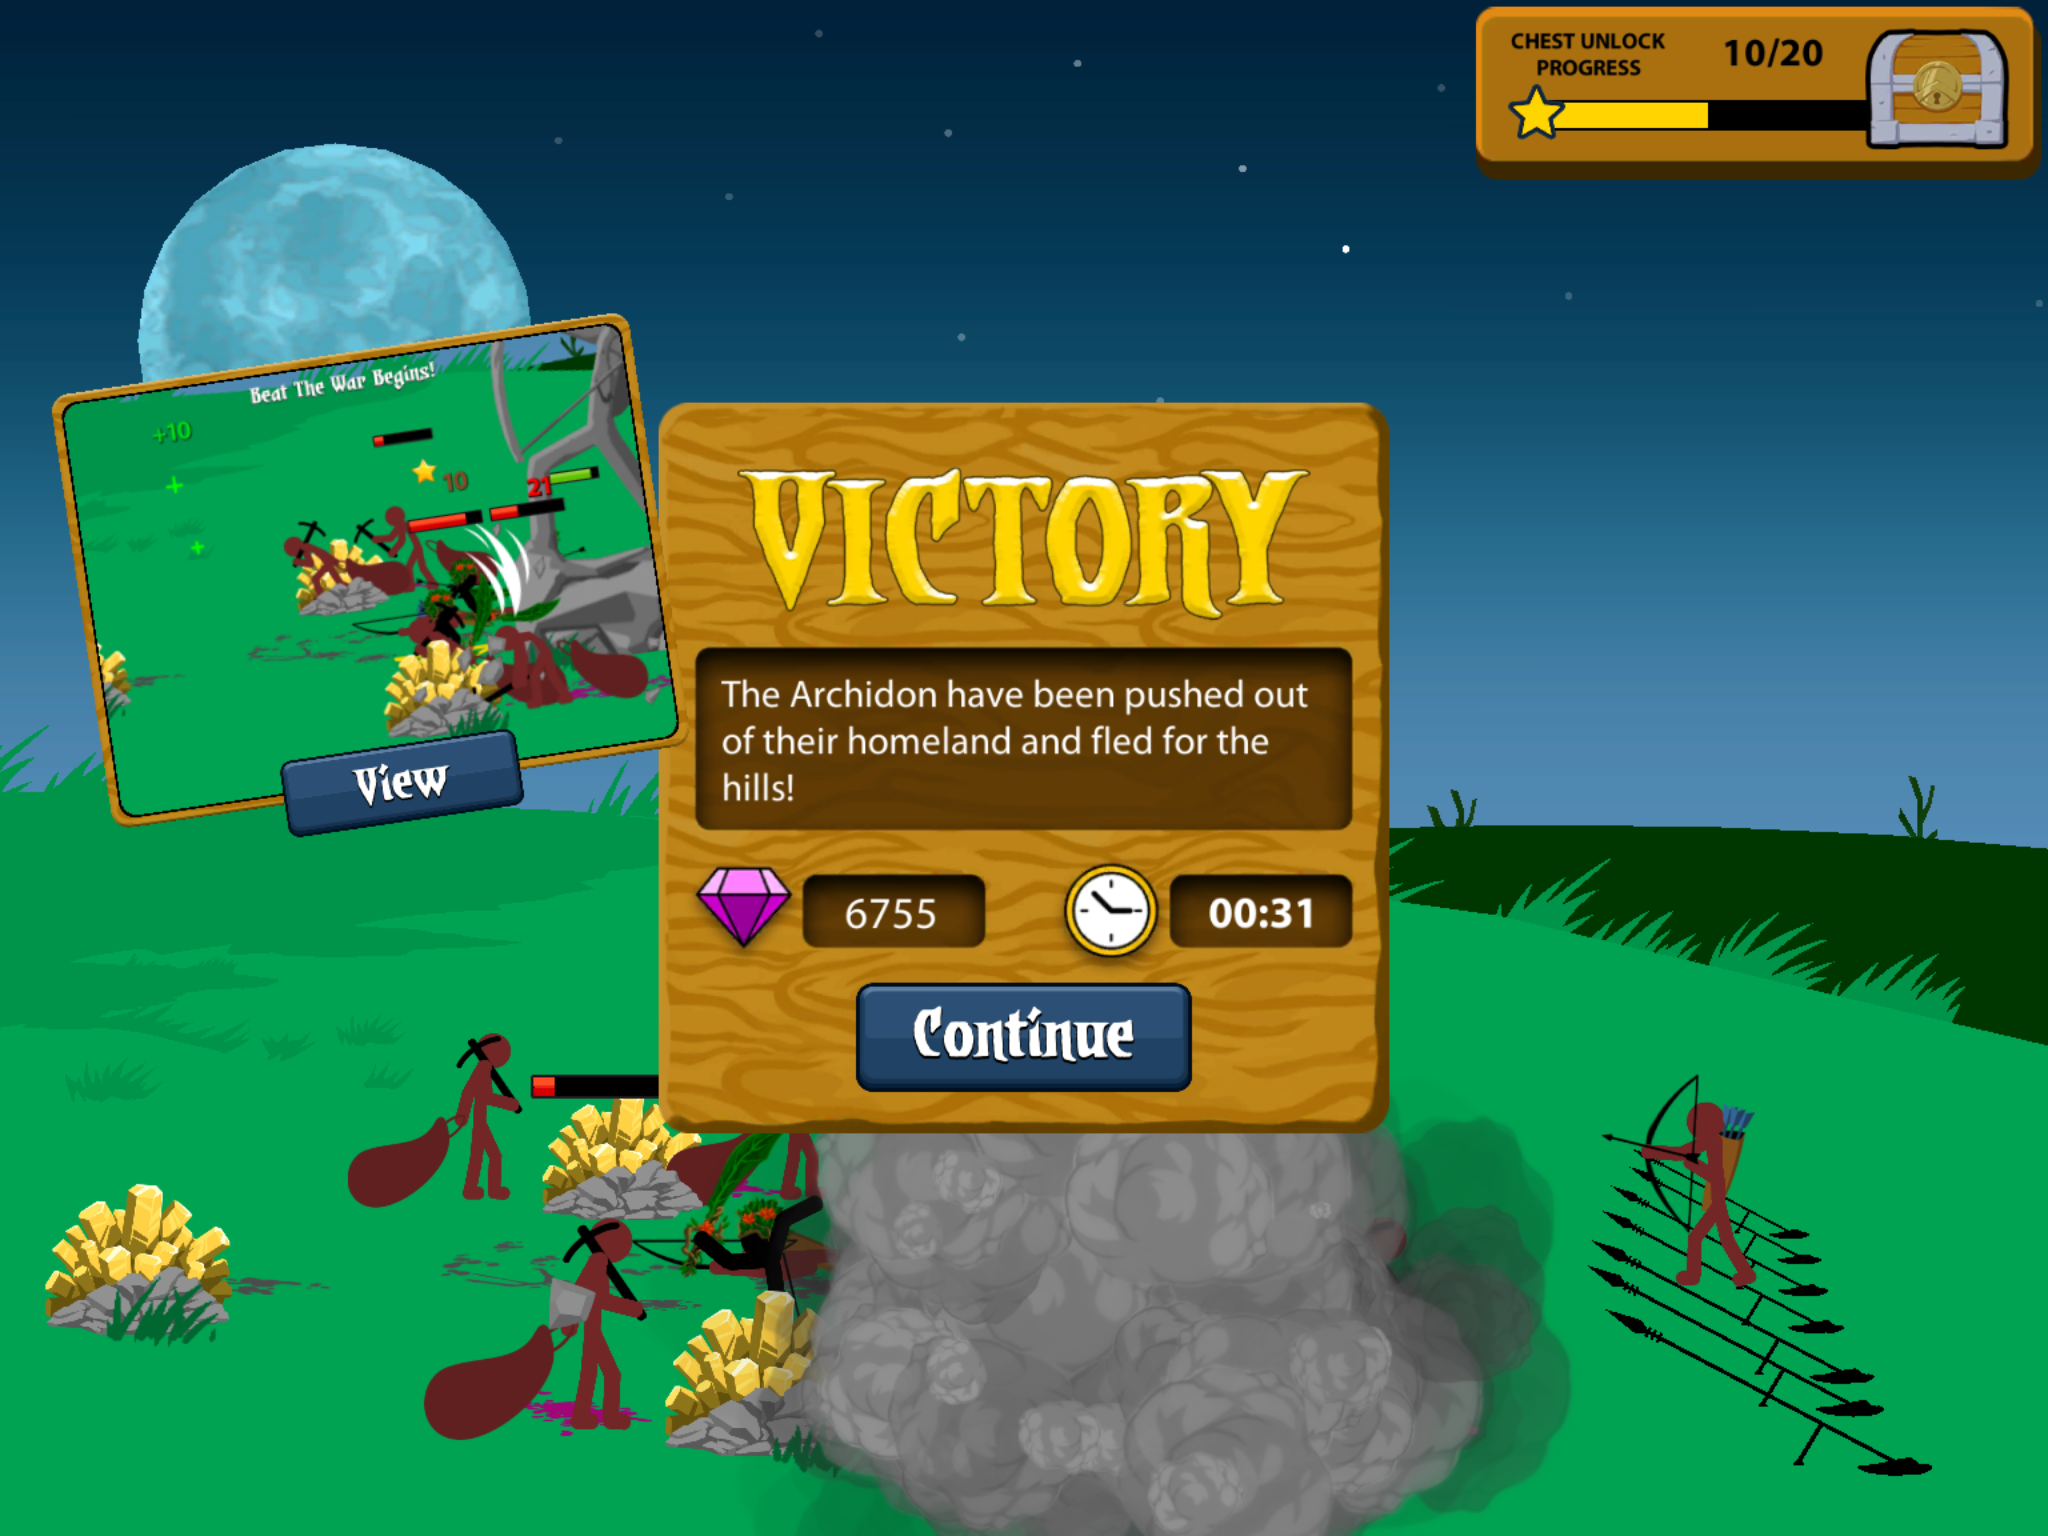 CHEST UNLOCK
PROGRESS
10/20
Beat The War Begins!
+10
10
21
View
VICTORY
The Archidon have been pushed out
of their homeland and fled for the
hills!
6755
00:31
Continue